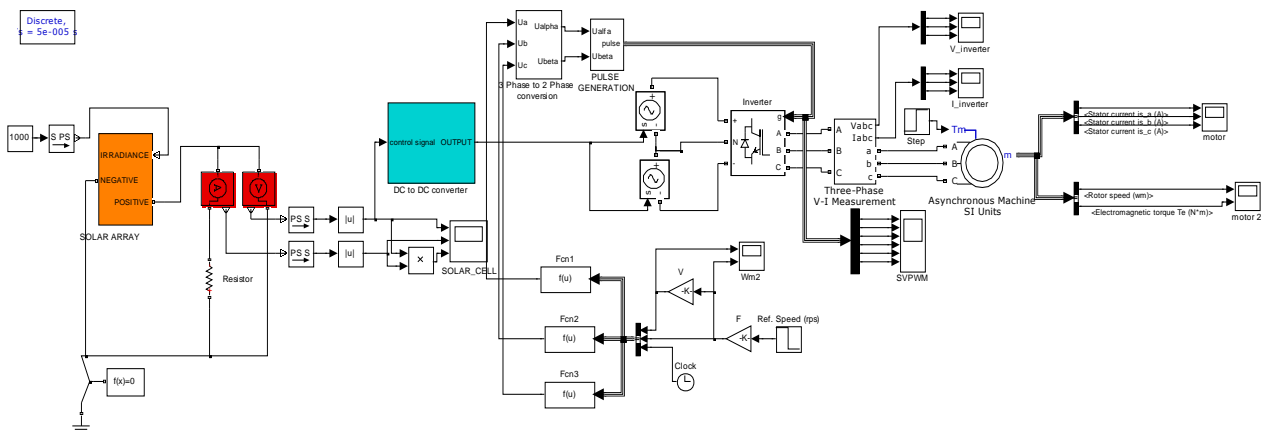 Discrete,
s = 5e-005 s
1000
S PS
IRRADIANCE
NEGATIVE
POSITIVE
SOLAR ARRAY
A
V
Resistor
f(x)=0
PS S
|u|
PS S
|u|
×
SOLAR_CELL
control signal OUTPUT
DC to DC converter
Ua
Ub
Uc
Ualpha
Ubeta
3 Phase to 2 Phase
conversion
Ualfa
pulse
Ubeta
PULSE
GENERATION
s + -
s + -
Inverter
+
N
-
g
A
B
C
A
B
C
Vabc
Iabc
a
b
c
Three-Phase
V-I Measurement
V_inverter
I_inverter
Step
Tm
A
B
C
m
Asynchronous Machine
SI Units
<Stator current is_a (A)>
<Stator current is_b (A)>
<Stator current is_c (A)>
motor
<Rotor speed (wm)>
<Electromagnetic torque Te (N*m)>
motor 2
SVPWM
Fcn1
f(u)
Fcn2
f(u)
Fcn3
f(u)
Wm2
V
-K-
F
-K-
Ref. Speed (rps)
Clock